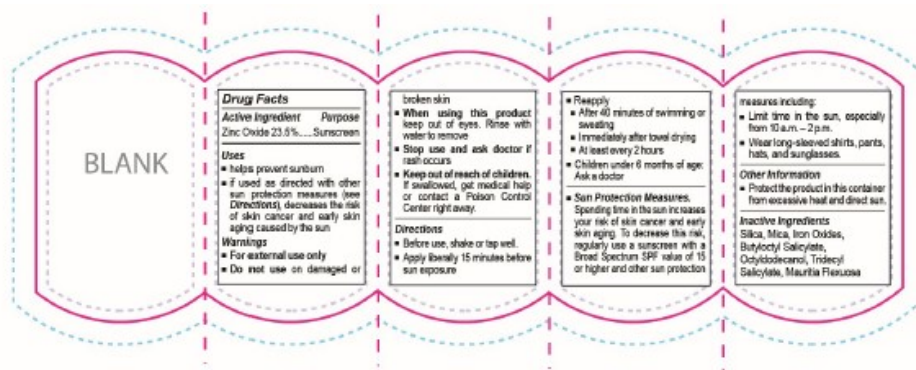 BLANK
Drug Facts
Active Ingredient Purpose
Zinc Oxide 23.5%.....Sunscreen
Uses
▪ helps prevent sunburn
▪ if used as directed with other
sun protection measures (see
Directions), decreases the risk
of skin cancer and early skin
aging caused by the sun
Warnings
▪ For external use only
▪ Do not use on damaged or
broken skin
▪ When using this product
keep out of eyes. Rinse with
water to remove
▪ Stop use and ask doctor if
rash occurs
▪ Keep out of reach of children.
If swallowed, get medical help
or contact a Poison Control
Center right away.
Directions
▪ Before use, shake or tap well.
▪ Apply liberally 15 minutes before
sun exposure
▪ Reapply
▪ After 40 minutes of swimming or
sweating
▪ Immediately after towel drying
▪ At least every 2 hours
▪ Children under 6 months of age:
Ask a doctor
▪ Sun Protection Measures.
Spending time in the sun increases
your risk of skin cancer and early
skin aging. To decrease this risk,
regularly use a sunscreen with a
Broad Spectrum SPF value of 15
or higher and other sun protection
measures including:
▪ Limit time in the sun, especially
from 10 a.m. – 2 p.m.
▪ Wear long-sleeved shirts, pants,
hats, and sunglasses.
Other Information
▪ Protect the product in this container
from excessive heat and direct sun.
Inactive Ingredients
Silica, Mica, Iron Oxides,
Butyloctyl Salicylate,
Octyldodecanol, Tridecyl
Salicylate, Mauritia Flexuosa